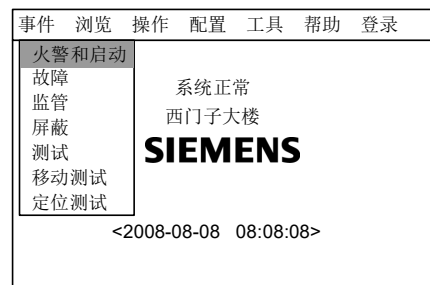 事件 浏览 操作 配置 工具 帮助 登录
火警和启动
故障
监管
屏蔽
测试
移动测试
定位测试
系统正常
西门子大楼
SIEMENS
<2008-08-08 08:08:08>